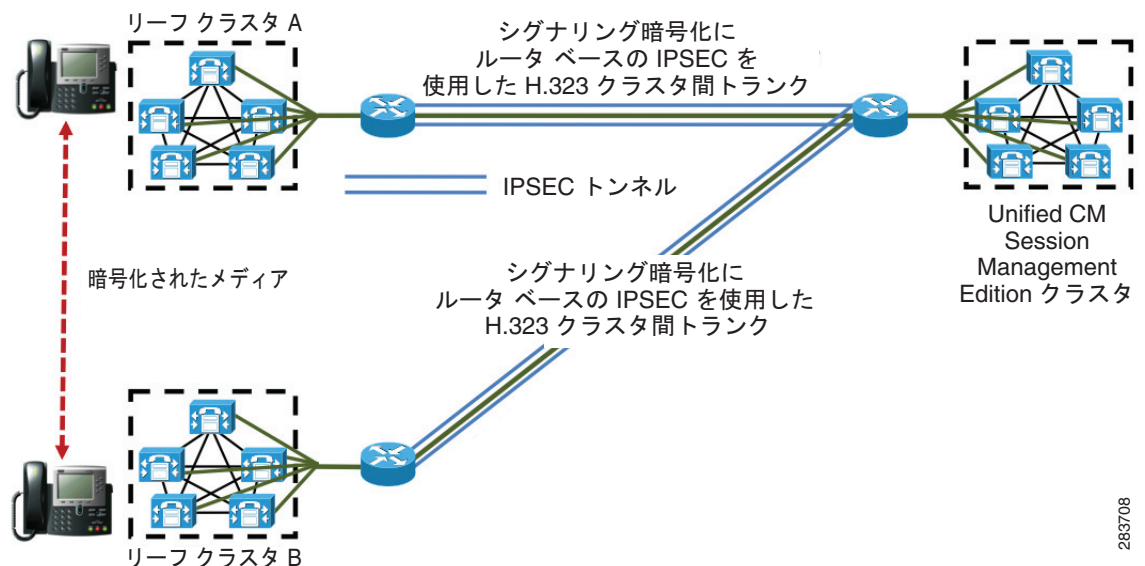 リーフ クラスタ A
シグナリング暗号化に
ルータ ベースの IPSEC を
使用した H.323 クラスタ間トランク
IPSEC トンネル
Unified CM
Session
Management
Edition クラスタ
暗号化されたメディア
シグナリング暗号化に
ルータ ベースの IPSEC を使用した
H.323 クラスタ間トランク
リーフ クラスタ B
283708